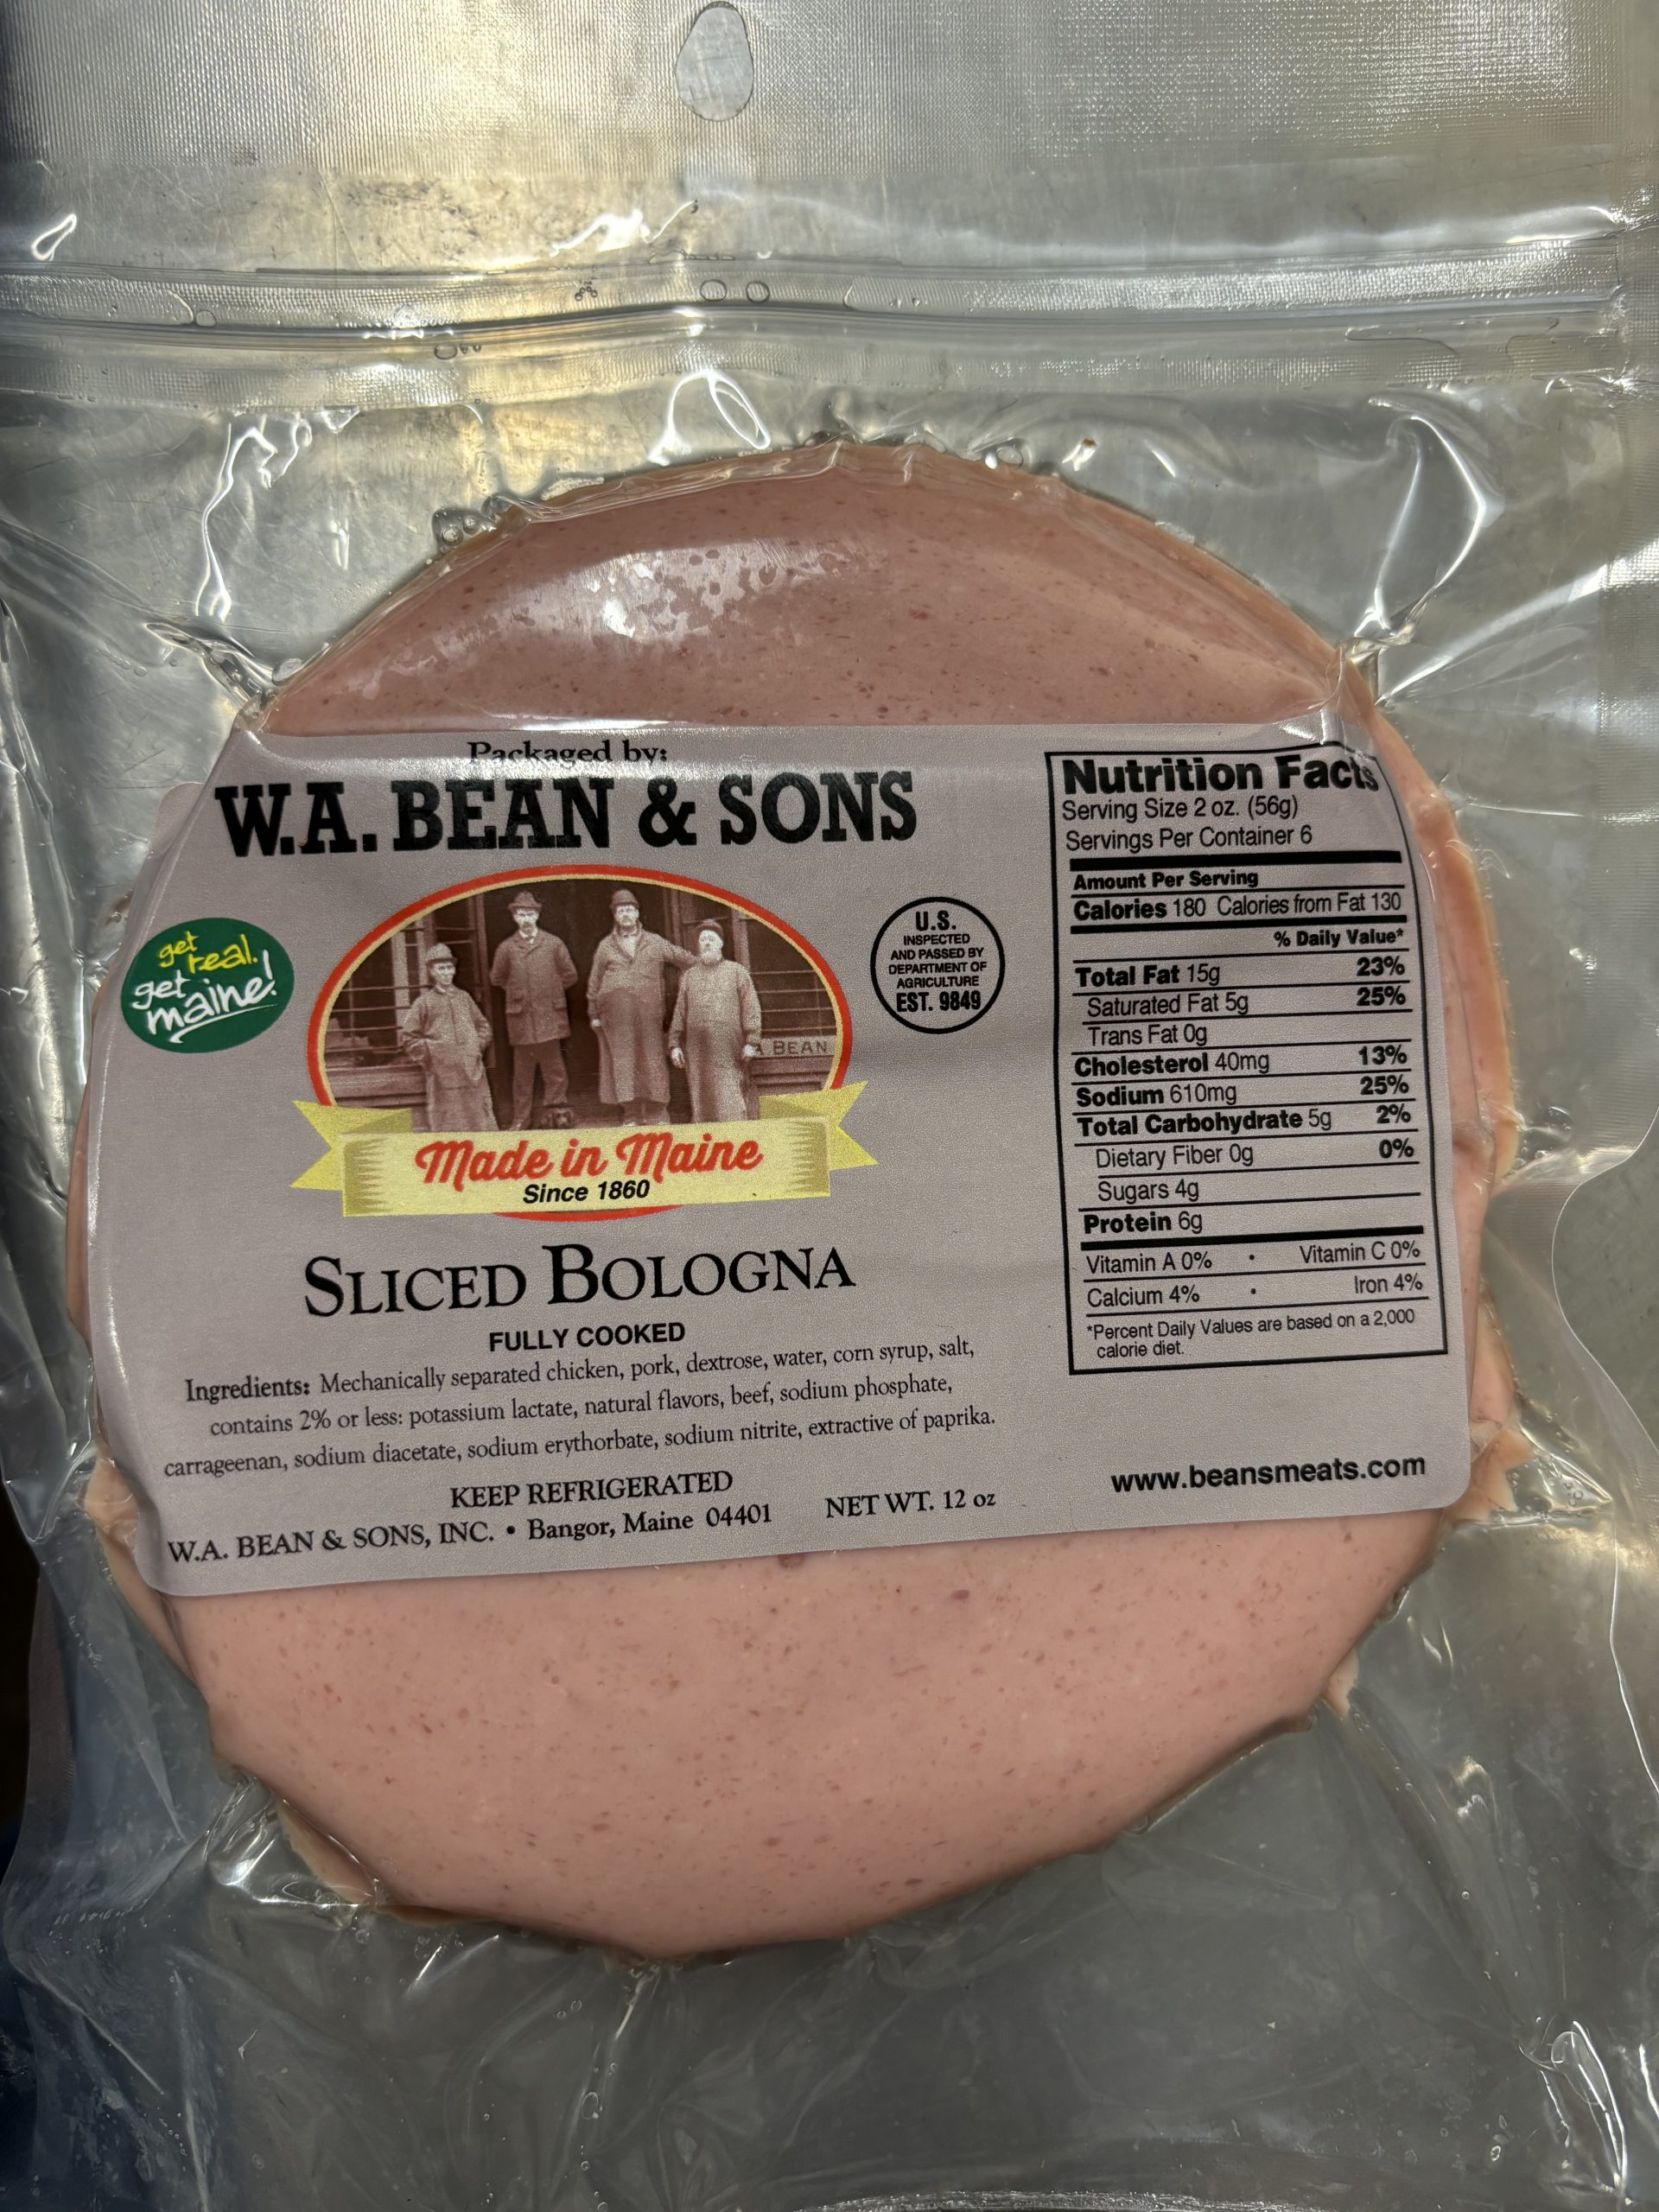 Packaged by:
W.A. BEAN & SONS
get
real.
get
maine!
A. BEAN
Made in Maine
Since 1860
U.S.
INSPECTED
AND PASSED BY
DEPARTMENT OF
AGRICULTURE
EST. 9849
SLICED BOLOGNA
FULLY COOKED
Ingredients: Mechanically separated chicken, pork, dextrose, water, corn syrup, salt,
contains 2% or less: potassium lactate, natural flavors, beef, sodium phosphate,
carrageenan, sodium diacetate, sodium erythorbate, sodium nitrite, extractive of paprika.
KEEP REFRIGERATED
W.A. BEAN & SONS, INC. • Bangor, Maine 04401 NET WT. 12 oz
Nutrition Facts
Serving Size 2 oz. (56g)
Servings Per Container 6
Amount Per Serving
Calories 180 Calories from Fat 130
% Daily Value*
Total Fat 15g 23%
Saturated Fat 5g 25%
Trans Fat 0g
Cholesterol 40mg 13%
Sodium 610mg 25%
Total Carbohydrate 5g 2%
Dietary Fiber 0g 0%
Sugars 4g
Protein 6g
Vitamin A 0% • Vitamin C 0%
Calcium 4% • Iron 4%
*Percent Daily Values are based on a 2,000
calorie diet.
www.beansmeats.com